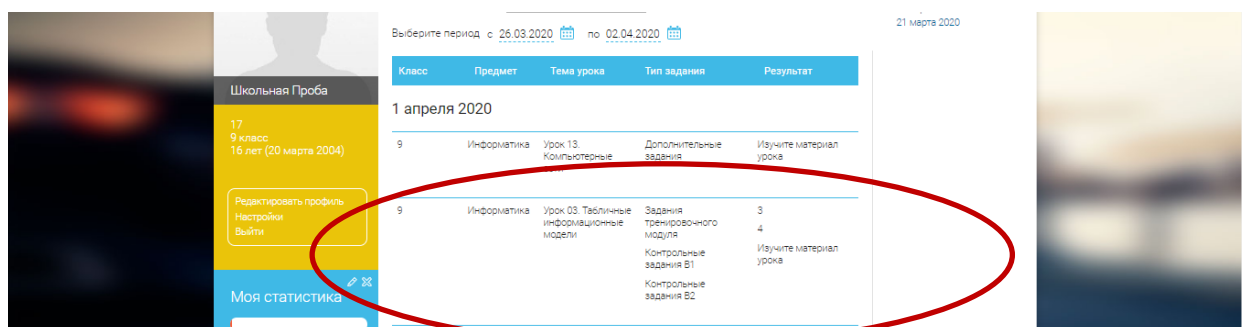 21 марта 2020
Выберите период с 26.03.2020 по 02.04.2020
Класс Предмет Тема урока Тип задания Результат
Школьная Проба
1 апреля 2020
17
9 класс
16 лет (20 марта 2004)
9 Информатика Урок 13. Дополнительные Изучите материал
Компьютерные задания урока
Редактировать профиль
Настройки
Выйти
9 Информатика Урок 03. Табличные Задания 3
информационные тренировочного 4
модели модуля
Контрольные Изучите материал
задания В1 урока
Контрольные
задания В2
Моя статистика